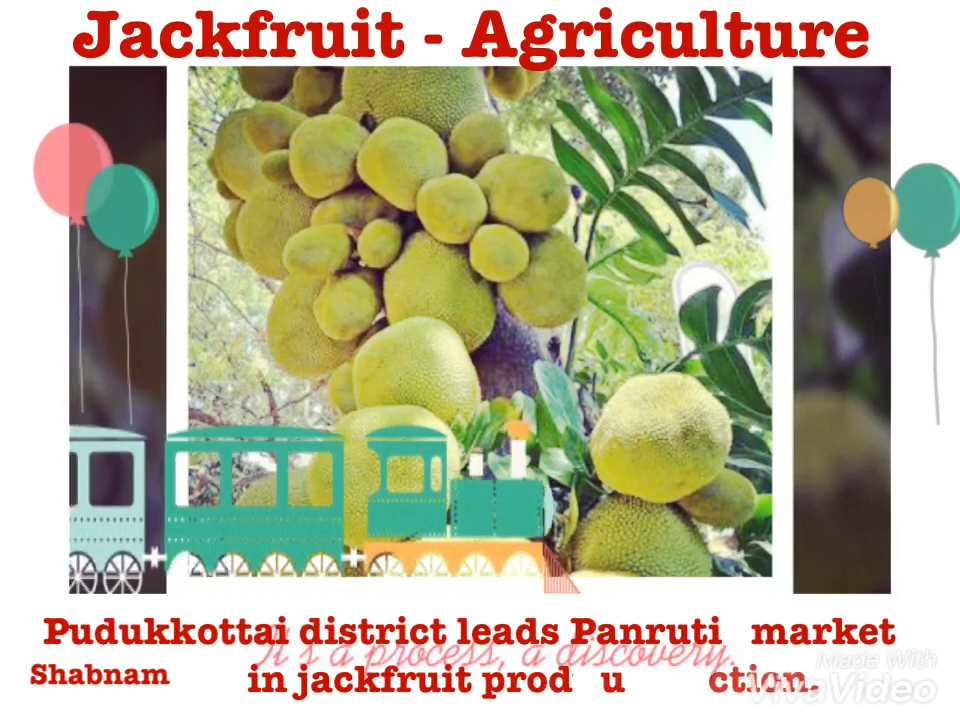 Jackfruit - Agriculture
Pudukkottai district leads Panruti market
It's a process, a discovery.
Shabnam in jackfruit prod u ction.
Made With
VivaVideo